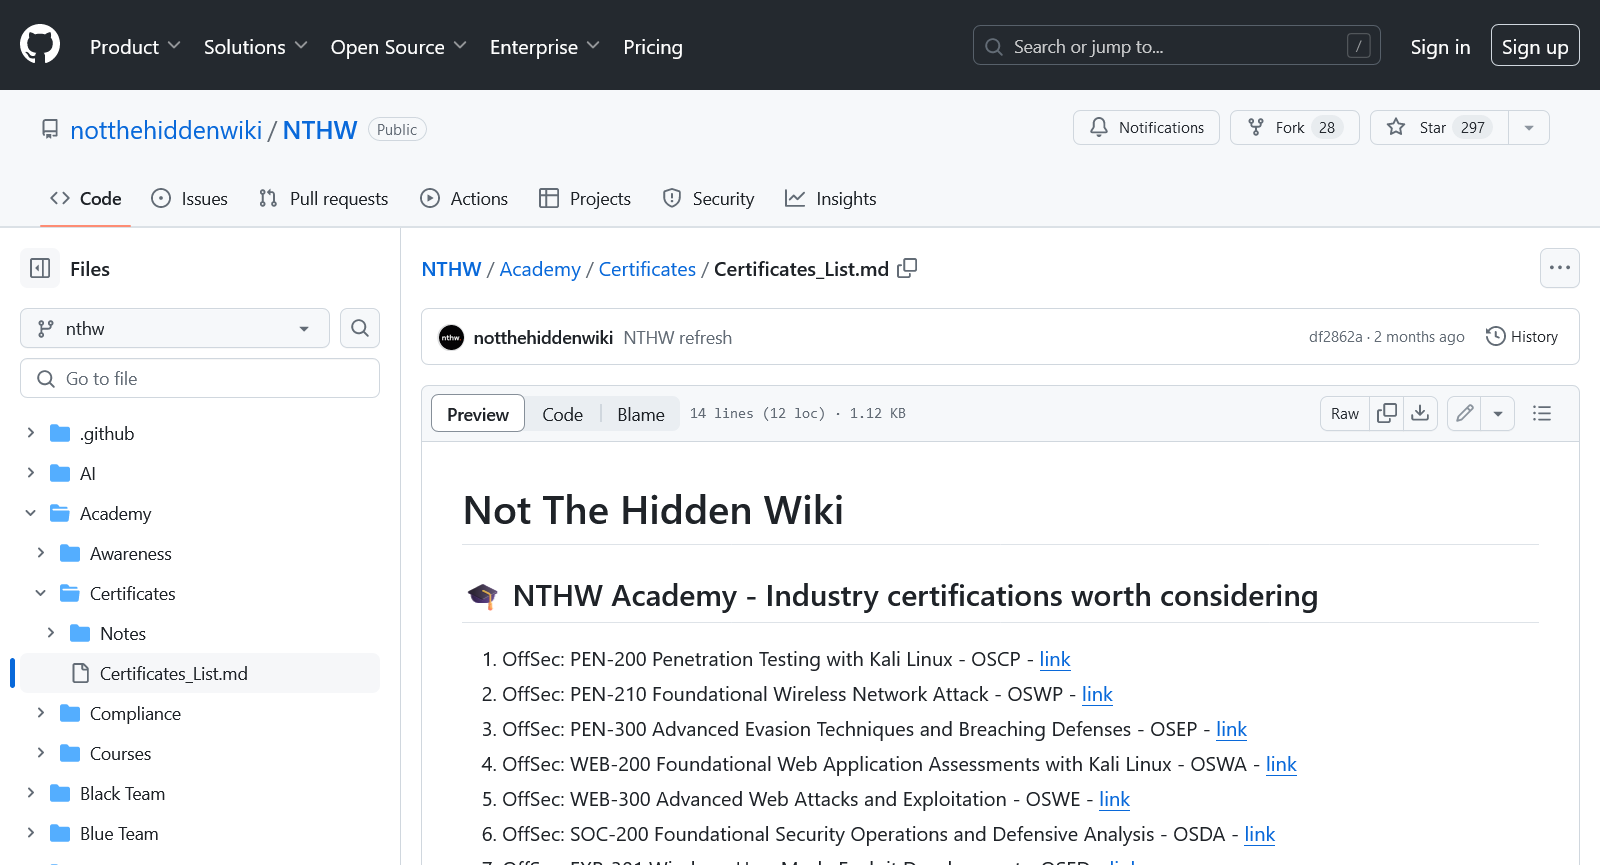 Product Solutions Open Source Enterprise Pricing Search or jump to... / Sign in Sign up
notthehiddenwiki / NTHW Public Notifications Fork 28 Star 297
Code Issues Pull requests Actions Projects Security Insights
Files
nthw
Go to file
.github
AI
Academy
Awareness
Certificates
Notes
Certificates_List.md
Compliance
Courses
Black Team
Blue Team
NTHW / Academy / Certificates / Certificates_List.md
nthw notthehiddenwiki NTHW refresh df2862a · 2 months ago History
Preview Code Blame 14 lines (12 loc) · 1.12 KB Raw
Not The Hidden Wiki
NTHW Academy - Industry certifications worth considering
1. OffSec: PEN-200 Penetration Testing with Kali Linux - OSCP - link
2. OffSec: PEN-210 Foundational Wireless Network Attack - OSWP - link
3. OffSec: PEN-300 Advanced Evasion Techniques and Breaching Defenses - OSEP - link
4. OffSec: WEB-200 Foundational Web Application Assessments with Kali Linux - OSWA - link
5. OffSec: WEB-300 Advanced Web Attacks and Exploitation - OSWE - link
6. OffSec: SOC-200 Foundational Security Operations and Defensive Analysis - OSDA - link